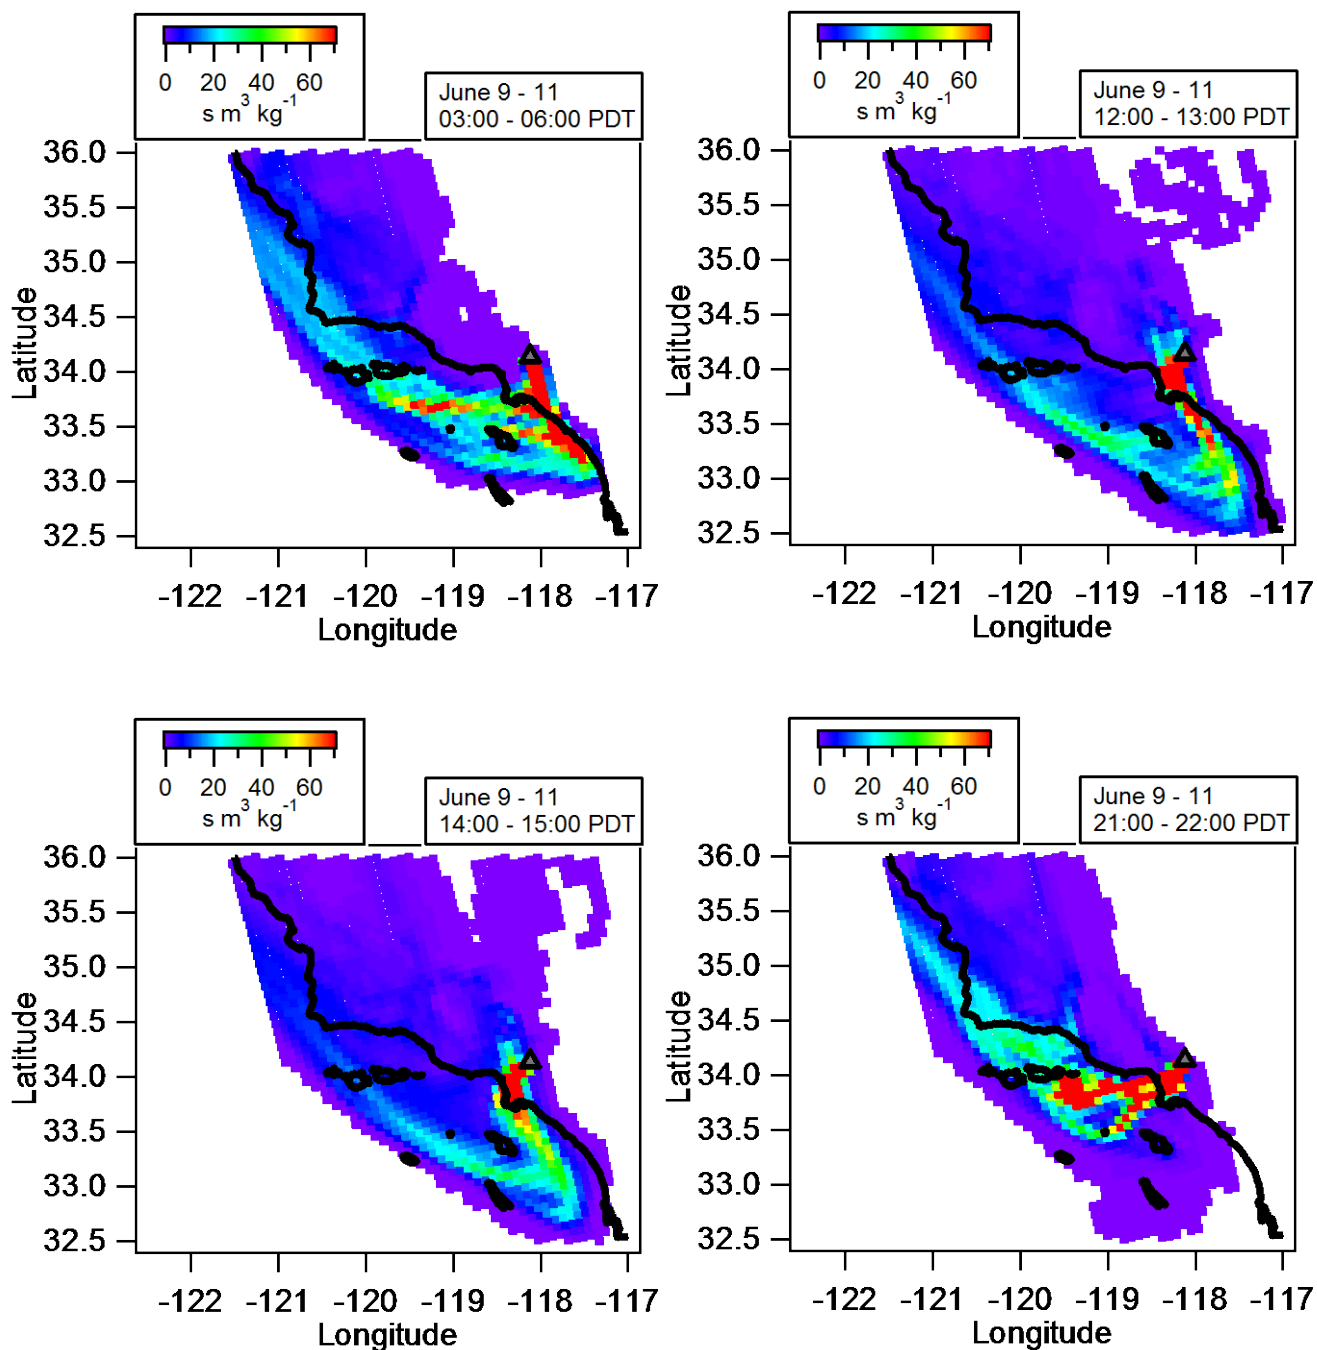 0 20 40 60
s m³ kg⁻¹
June 9 - 11
03:00 - 06:00 PDT
36.0
35.5
35.0
34.5
34.0
33.5
33.0
32.5
Latitude
-122 -121 -120 -119 -118 -117
Longitude
0 20 40 60
s m³ kg⁻¹
June 9 - 11
12:00 - 13:00 PDT
36.0
35.5
35.0
34.5
34.0
33.5
33.0
32.5
Latitude
-122 -121 -120 -119 -118 -117
Longitude
0 20 40 60
s m³ kg⁻¹
June 9 - 11
14:00 - 15:00 PDT
36.0
35.5
35.0
34.5
34.0
33.5
33.0
32.5
Latitude
-122 -121 -120 -119 -118 -117
Longitude
0 20 40 60
s m³ kg⁻¹
June 9 - 11
21:00 - 22:00 PDT
36.0
35.5
35.0
34.5
34.0
33.5
33.0
32.5
Latitude
-122 -121 -120 -119 -118 -117
Longitude